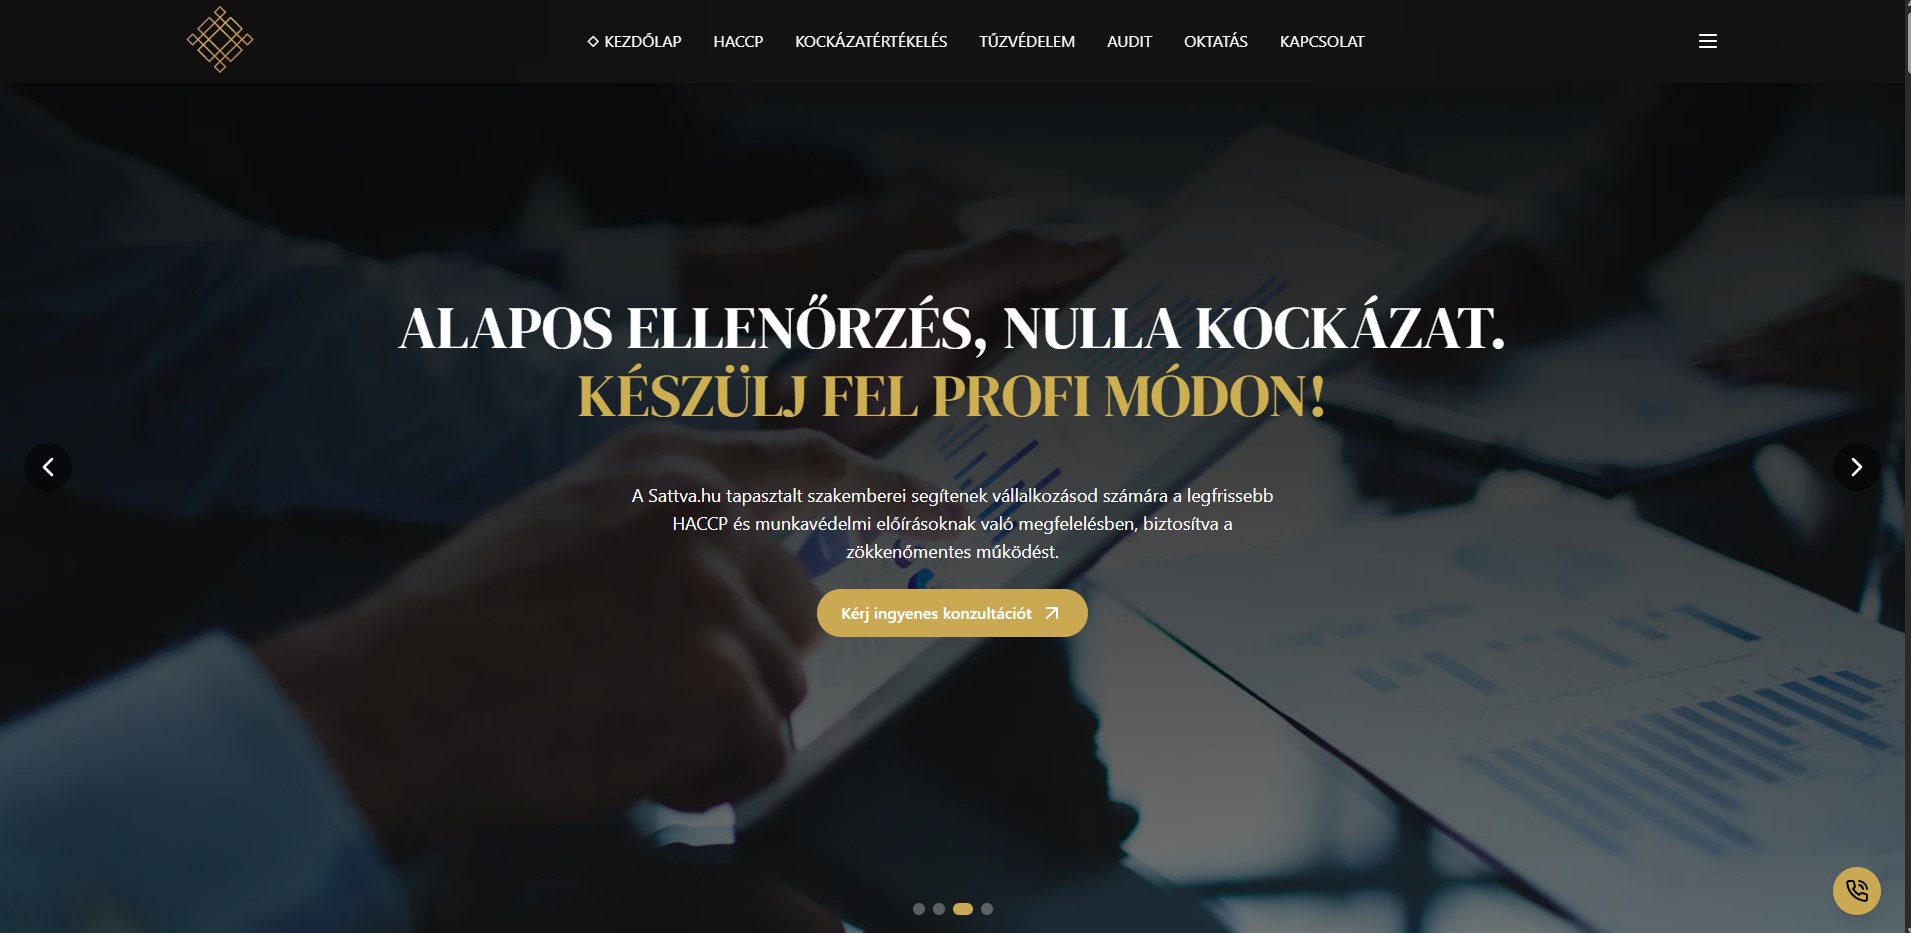 KEZDŐLAP HACCP KOCKÁZATÉRTÉKELÉS TŰZVÉDELEM AUDIT OKTATÁS KAPCSOLAT
ALAPOS ELLENŐRZÉS, NULLA KOCKÁZAT.
KÉSZÜLJ FEL PROFI MÓDON!
A Sattva.hu tapasztalt szakemberei segítenek vállalkozásod számára a legfrissebb
HACCP és munkavédelmi előírásoknak való megfelelésben, biztosítva a
zökkenőmentes működést.
Kérj ingyenes konzultációt